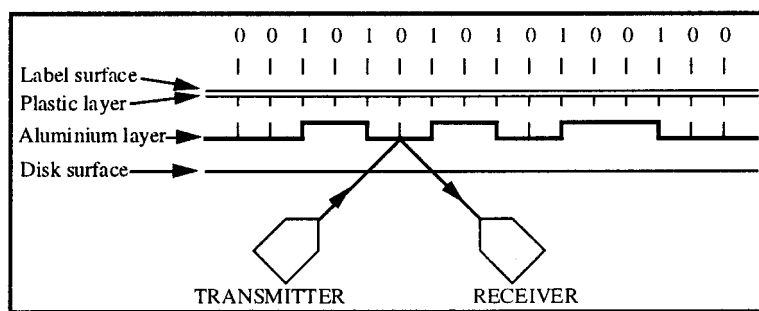 0 0 1 0 1 0 1 0 1 0 1 0 0 1 0 0
Label surface
Plastic layer
Aluminium layer
Disk surface
TRANSMITTER RECEIVER